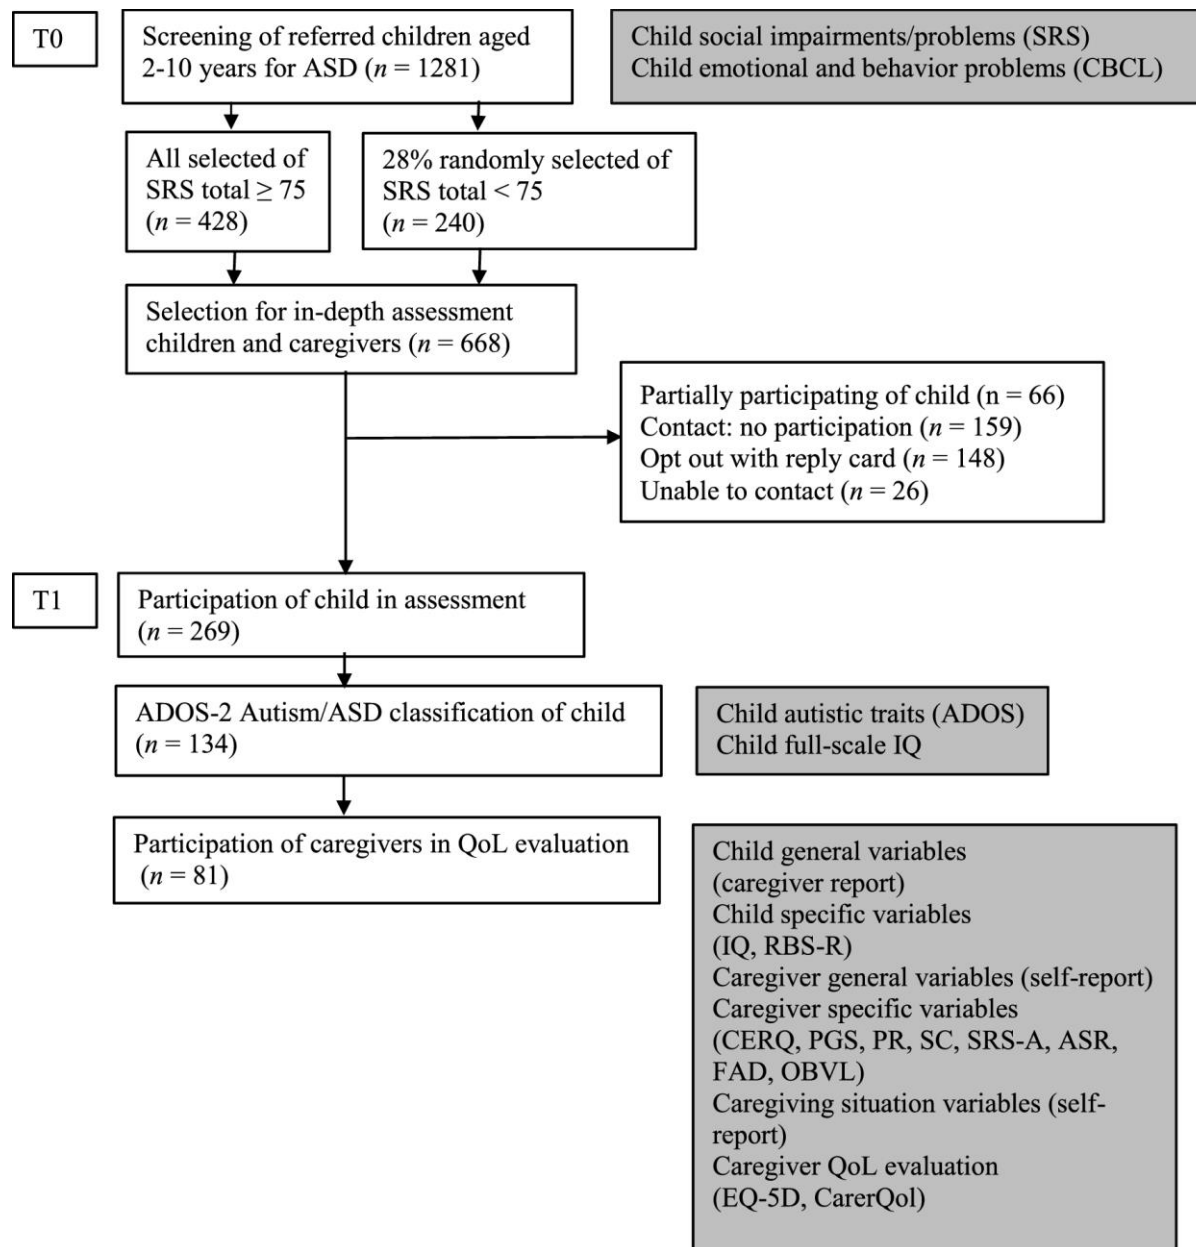 T0
Screening of referred children aged
2-10 years for ASD (n = 1281)
Child social impairments/problems (SRS)
Child emotional and behavior problems (CBCL)
All selected of
SRS total ≥ 75
(n = 428)
28% randomly selected of
SRS total < 75
(n = 240)
Selection for in-depth assessment
children and caregivers (n = 668)
Partially participating of child (n = 66)
Contact: no participation (n = 159)
Opt out with reply card (n = 148)
Unable to contact (n = 26)
T1
Participation of child in assessment
(n = 269)
ADOS-2 Autism/ASD classification of child
(n = 134)
Child autistic traits (ADOS)
Child full-scale IQ
Participation of caregivers in QoL evaluation
(n = 81)
Child general variables
(caregiver report)
Child specific variables
(IQ, RBS-R)
Caregiver general variables (self-report)
Caregiver specific variables
(CERQ, PGS, PR, SC, SRS-A, ASR,
FAD, OBVL)
Caregiving situation variables (self-
report)
Caregiver QoL evaluation
(EQ-5D, CarerQol)